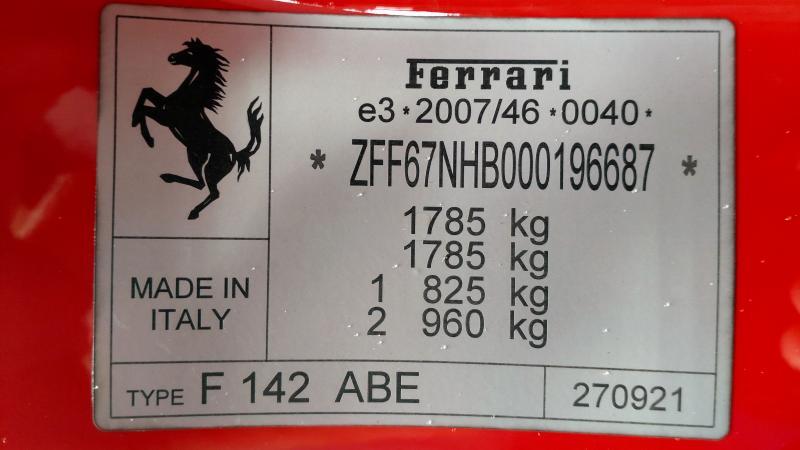 Ferrari
e3*2007/46*0040*
* ZFF67NHB000196687 *
1785 kg
1785 kg
1 825 kg
2 960 kg
MADE IN
ITALY
TYPE F 142 ABE
270921